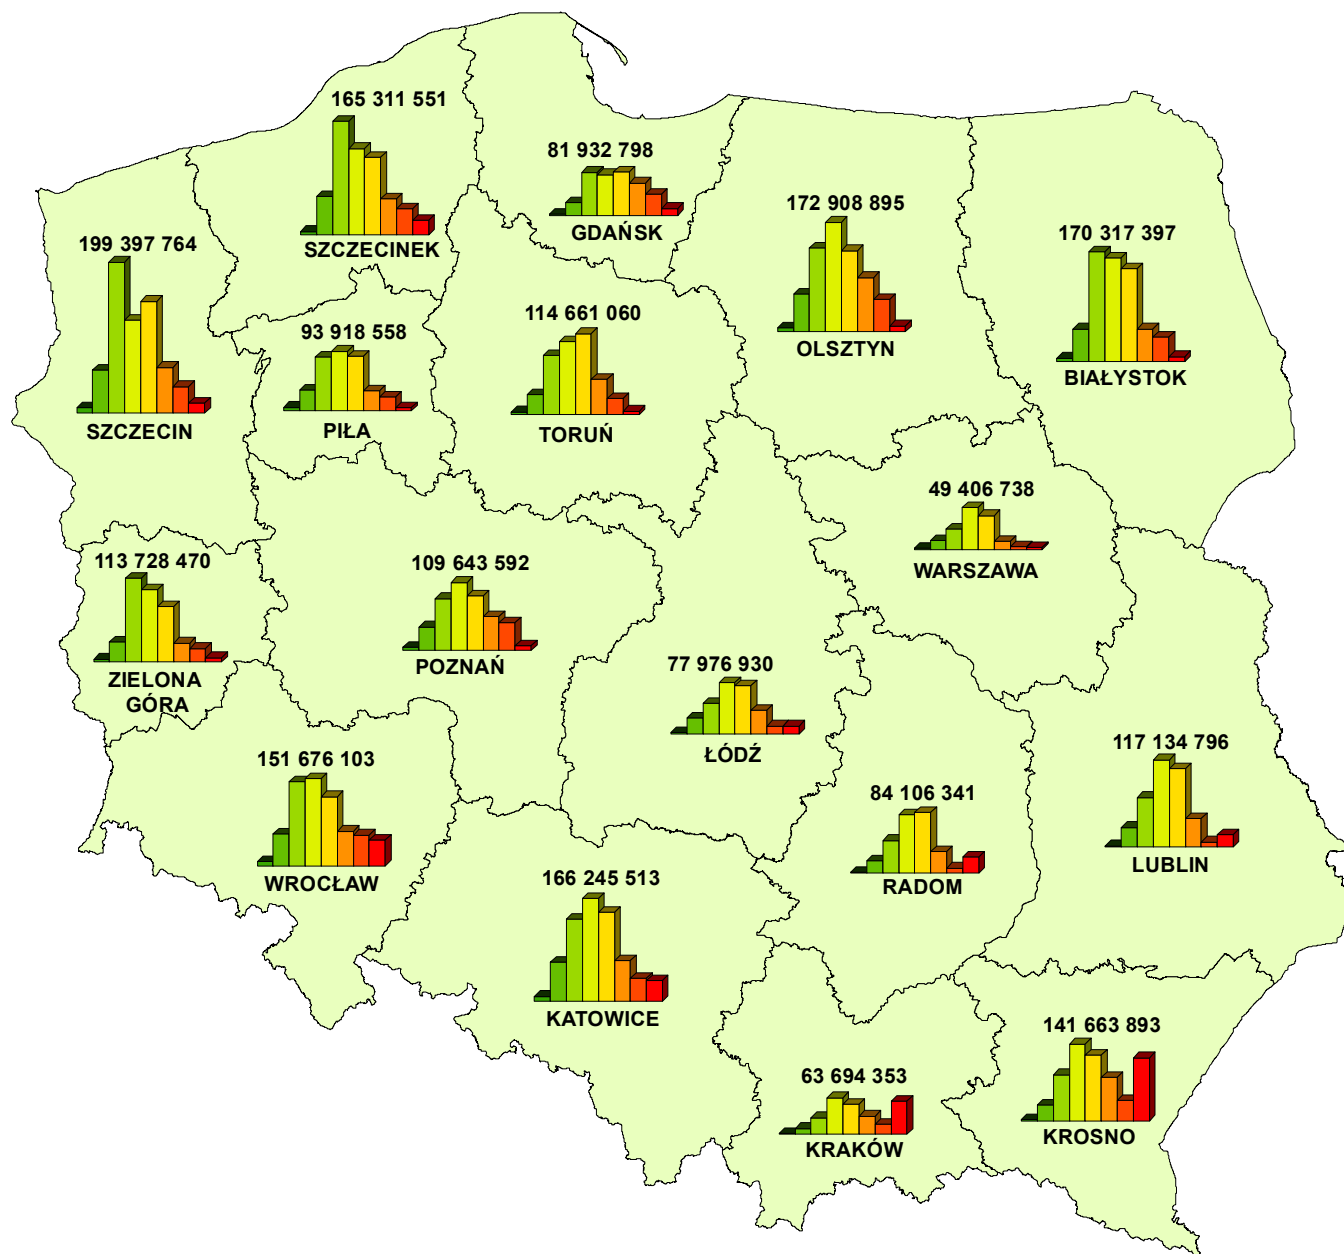 165 311 551
SZCZECINEK
81 932 798
GDAŃSK
172 908 895
OLSZTYN
170 317 397
BIAŁYSTOK
199 397 764
SZCZECIN
93 918 558
PIŁA
114 661 060
TORUŃ
49 406 738
WARSZAWA
113 728 470
ZIELONA
GÓRA
109 643 592
POZNAŃ
77 976 930
ŁÓDŹ
117 134 796
LUBLIN
151 676 103
WROCŁAW
84 106 341
RADOM
166 245 513
KATOWICE
141 663 893
KROSNO
63 694 353
KRAKÓW